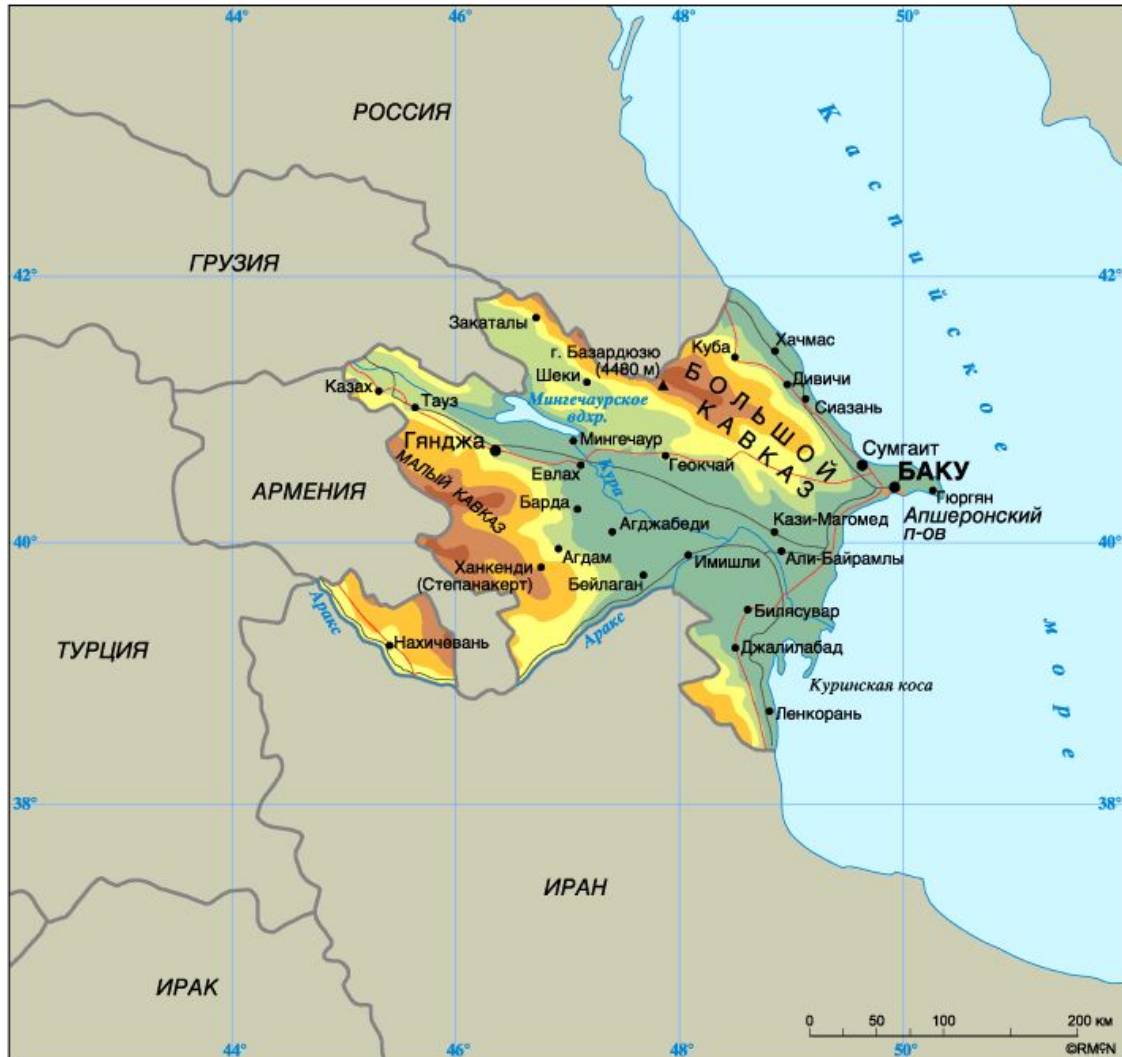 44°
46°
48°
50°
РОССИЯ
Каспийское
море
ГРУЗИЯ
42°
42°
Закаталы
Хачмас
г. Базардюзю
(4480 м)
Куба
Шеки
Дивичи
БОЛЬШОЙ
КАВКАЗ
Казах
Тауз
Мингечаурское
вдхр.
Сиазань
Гянджа
Мингечаур
Сумгаит
МАЛЫЙ КАВКАЗ
Евлах
Кура
Геокчай
БАКУ
АРМЕНИЯ
Барда
Гюргян
Агджабеди
Кази-Магомед
Апшеронский
п-ов
40°
40°
Агдам
Имишли
Али-Байрамлы
Ханкенди
(Степанакерт)
Бейлаган
Аракс
Билясувар
Аракс
Нахичевань
ТУРЦИЯ
Джалилабад
Куринская коса
Ленкорань
38°
38°
ИРАН
ИРАК
0 50 100 200 км
44°
46°
48°
50°
©RMCN